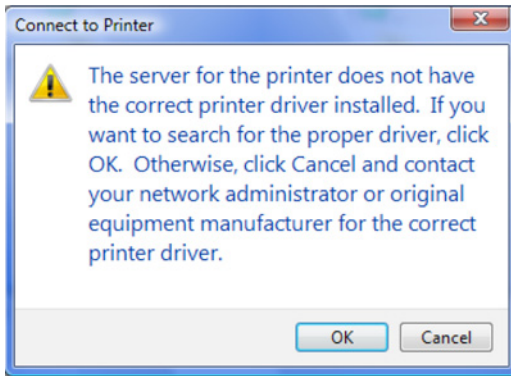 Connect to Printer
The server for the printer does not have
the correct printer driver installed. If you
want to search for the proper driver, click
OK. Otherwise, click Cancel and contact
your network administrator or original
equipment manufacturer for the correct
printer driver.
OK Cancel